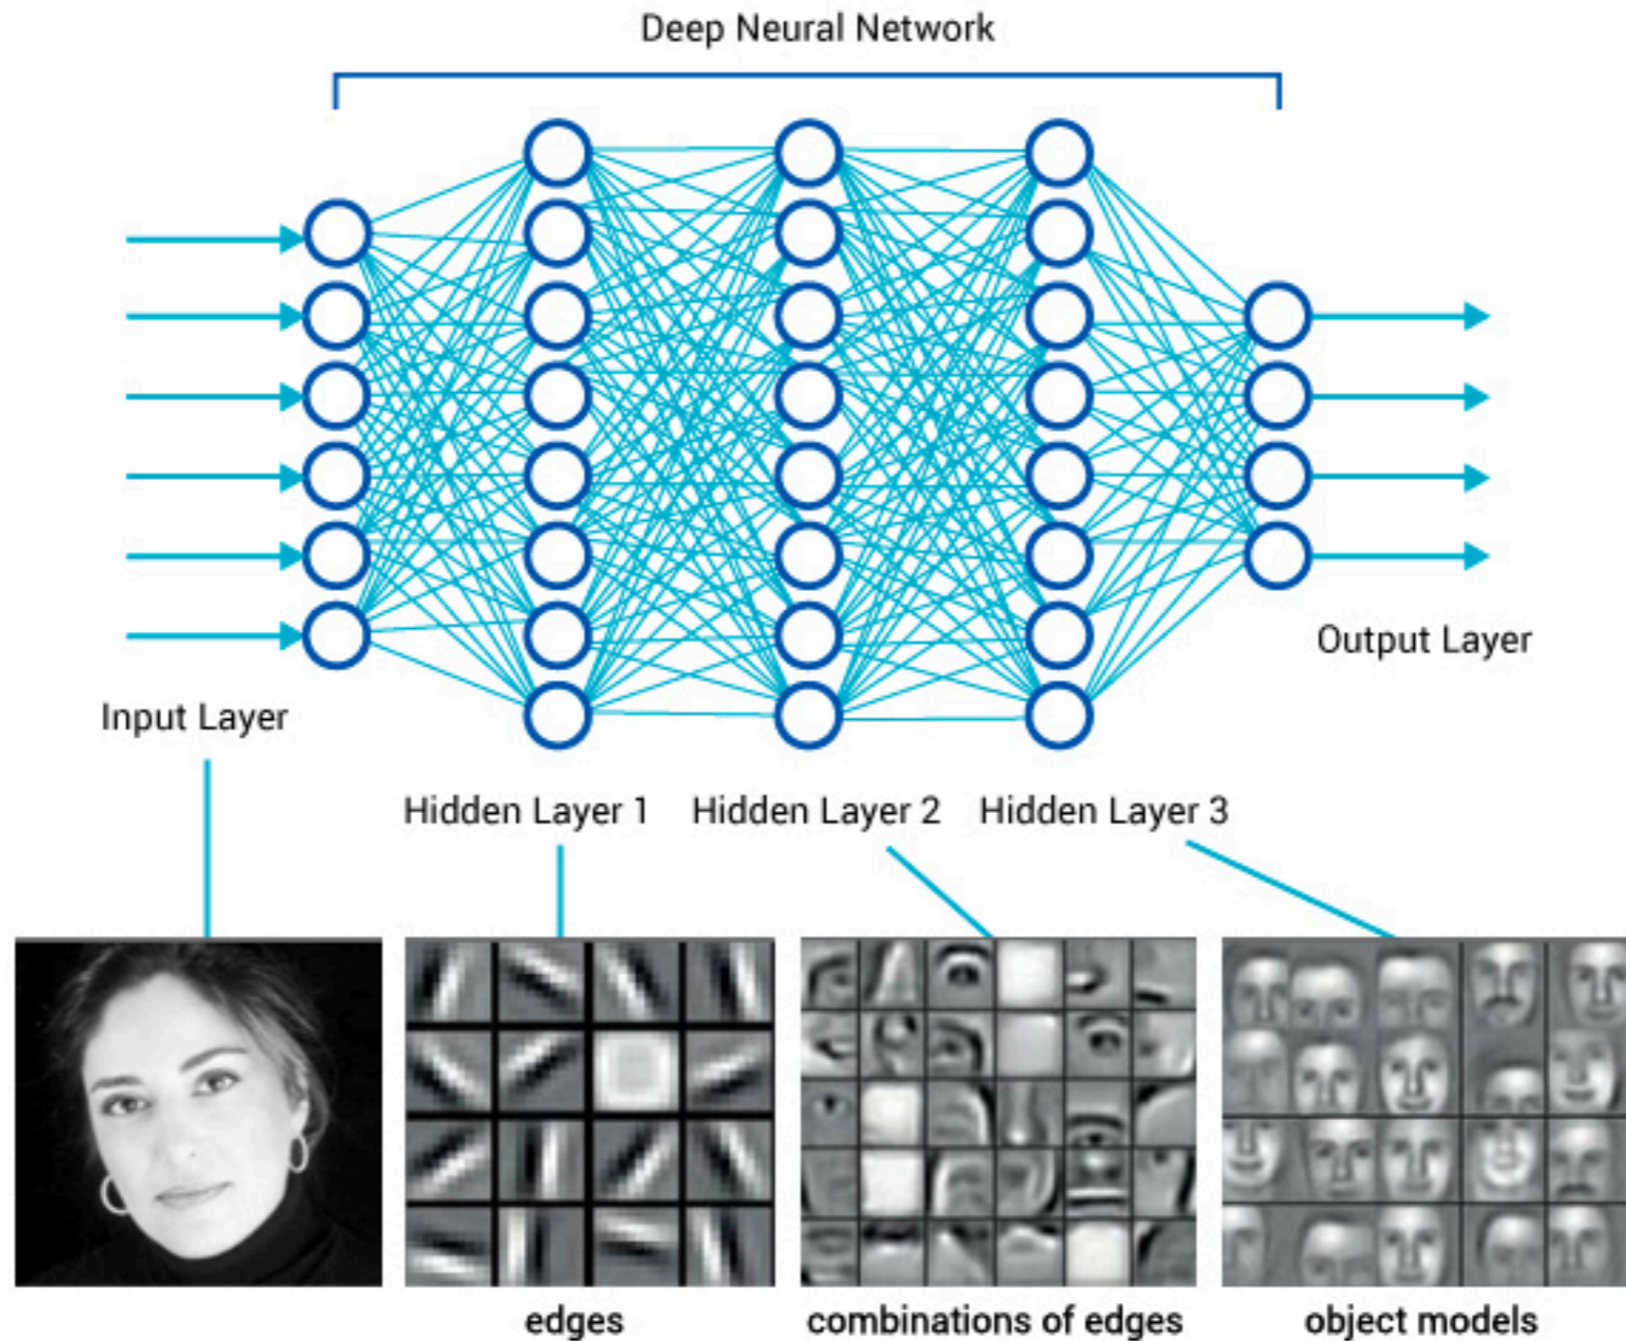 Deep Neural Network
Output Layer
Input Layer
Hidden Layer 1
Hidden Layer 2
Hidden Layer 3
edges
combinations of edges
object models